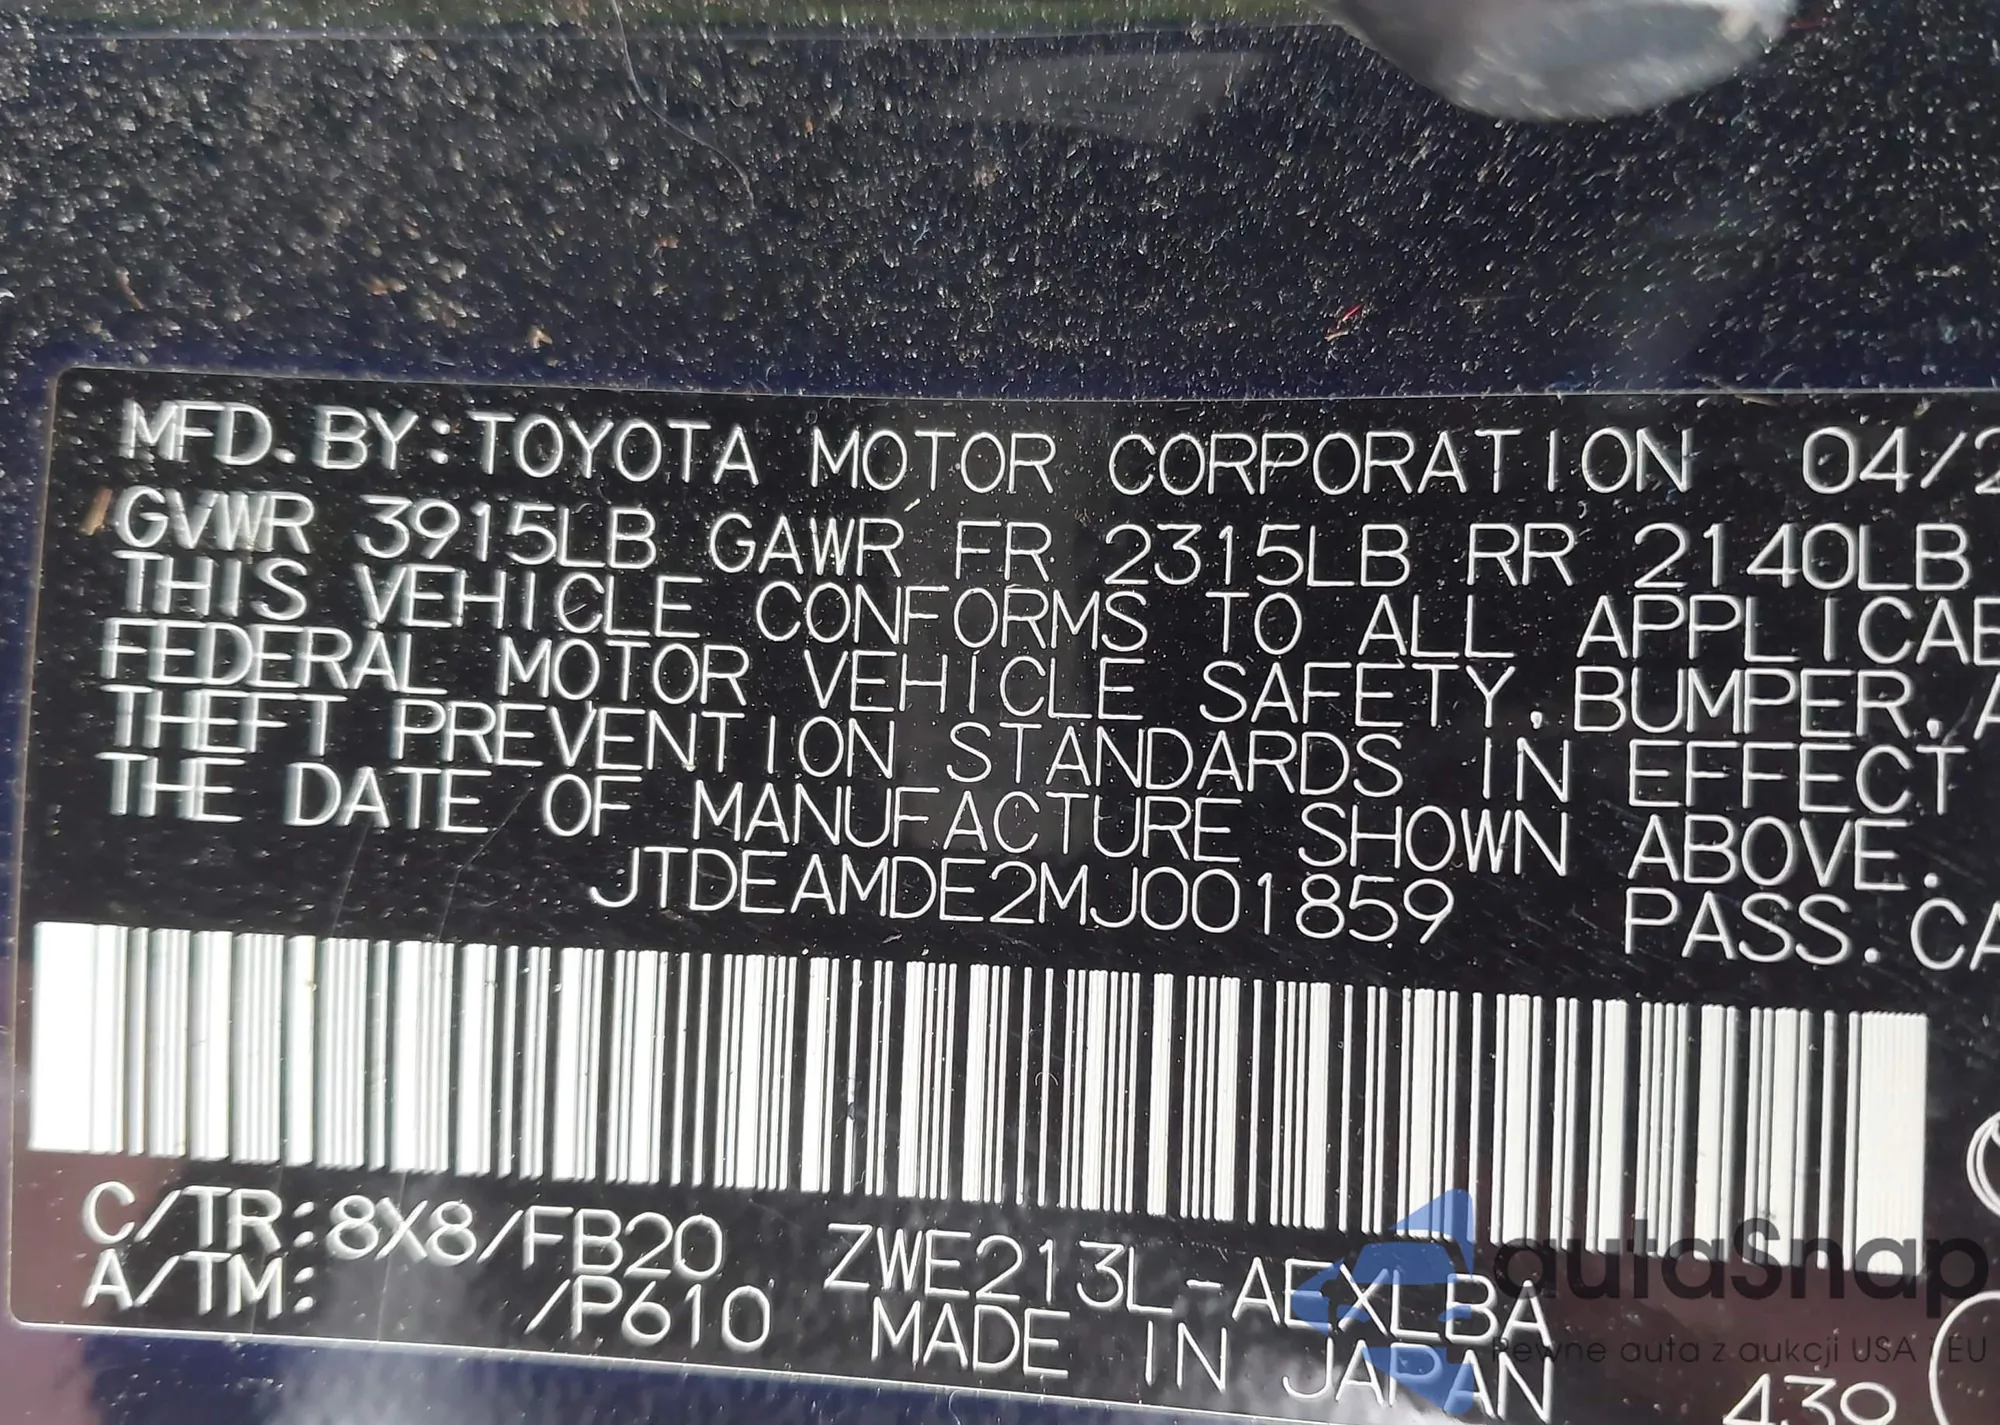 MFD. BY: TOYOTA MOTOR CORPORATION 04/2
GVWR 3915LB GAWR FR 2315LB RR 2140LB
THIS VEHICLE CONFORMS TO ALL APPLICAB
FEDERAL MOTOR VEHICLE SAFETY, BUMPER, A
THEFT PREVENTION STANDARDS IN EFFECT
THE DATE OF MANUFACTURE SHOWN ABOVE.
JTDEAMDE2MJ001859 PASS. CA
C/TR: 8X8/FB20 ZWE213L-AEXLBA
A/TM: /P610 MADE IN JAPAN
439
autaSnap
Pewne auta z aukcji USA i EU